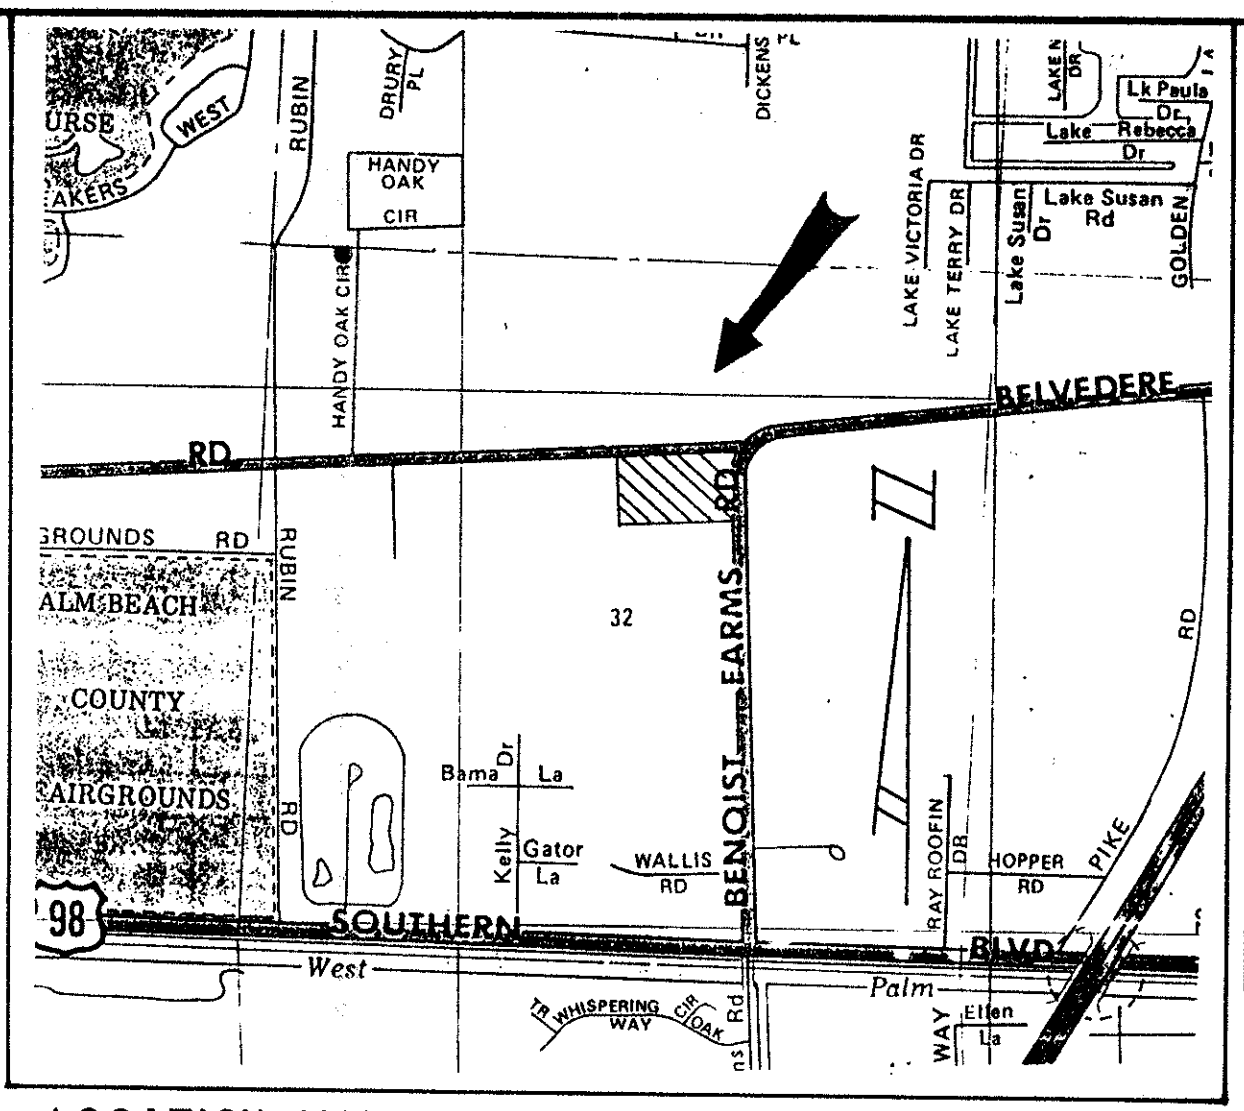 URSE
WEST
AKERS
RUBIN
DRURY
PL
DICKENS
PL
LAKE N
DR
Lk Paula
Dr
Lake Rebecca
Dr
HANDY
OAK
CIR
HANDY OAK CIR
LAKE VICTORIA DR
LAKE TERRY DR
Lake Susan
Dr
Lake Susan
Rd
GOLDEN
BELVEDERE
RD
RD
GROUNDS RD
RUBIN
RD
ALM BEACH
COUNTY
AIRGROUNDS
32
BENOIST FARMS
RD
PIKE
Bama
La
Kelly
Dr
Gator
La
WALLIS
RD
RAY ROOFIN
DR
HOPPER
RD
98
SOUTHERN
BLVD
West
Palm
TR
WHISPERING
WAY
CIR
OAK
ns Rd
WAY
Ellen
La